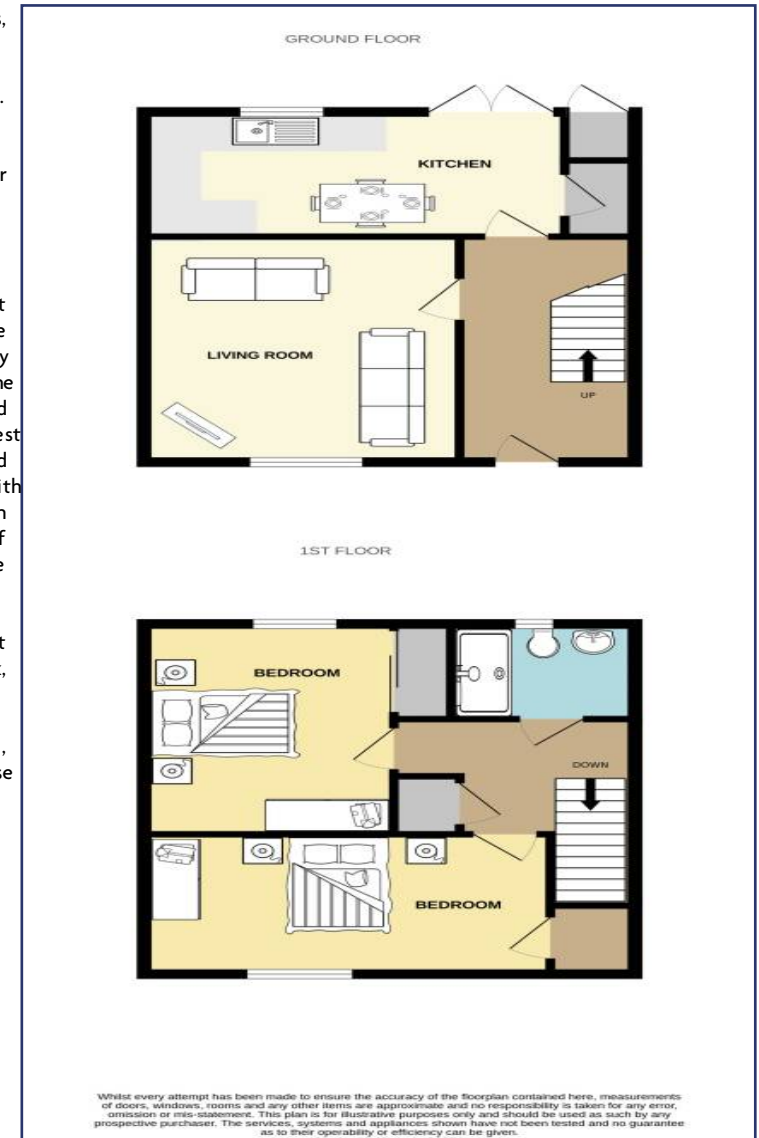 ,
.
r
t
e
y
ne
d
est
d
ith
n
f
e
t
,
,
se
GROUND FLOOR
KITCHEN
LIVING ROOM
UP
1ST FLOOR
BEDROOM
DOWN
BEDROOM
Whilst every attempt has been made to ensure the accuracy of the floorplan contained here, measurements
of doors, windows, rooms and any other items are approximate and no responsibility is taken for any error,
omission or mis-statement. This plan is for illustrative purposes only and should be used as such by any
prospective purchaser. The services, systems and appliances shown have not been tested and no guarantee
as to their operability or efficiency can be given.